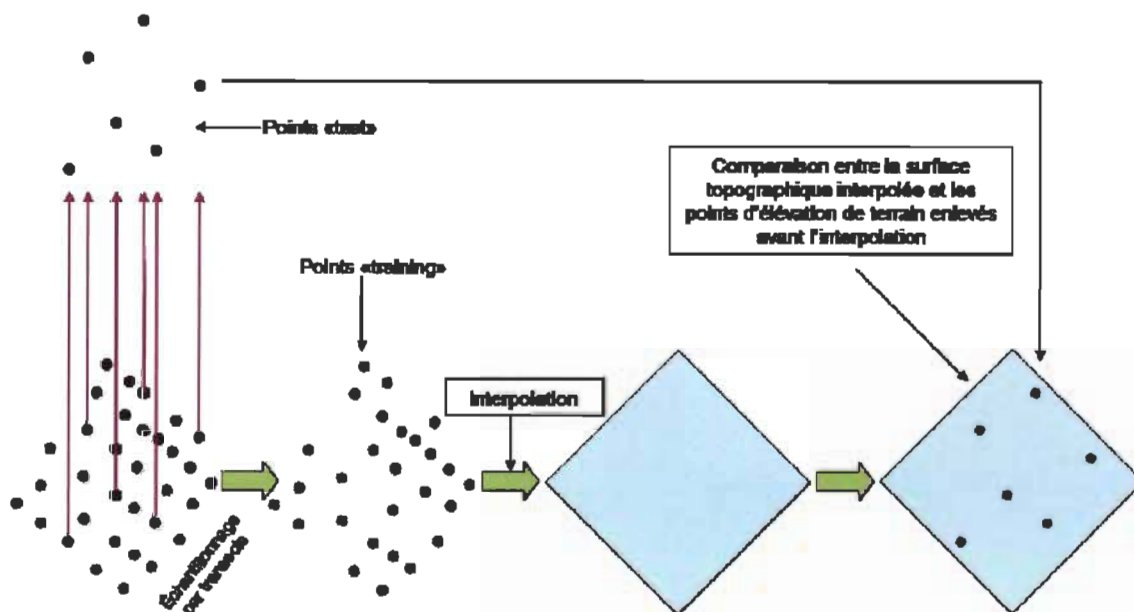 Points «test»
Comparaison entre la surface
topographique interpolée et les
points d'élévation de terrain enlevés
avant l'interpolation
Points «training»
Interpolation
Échantillonnage
par transects